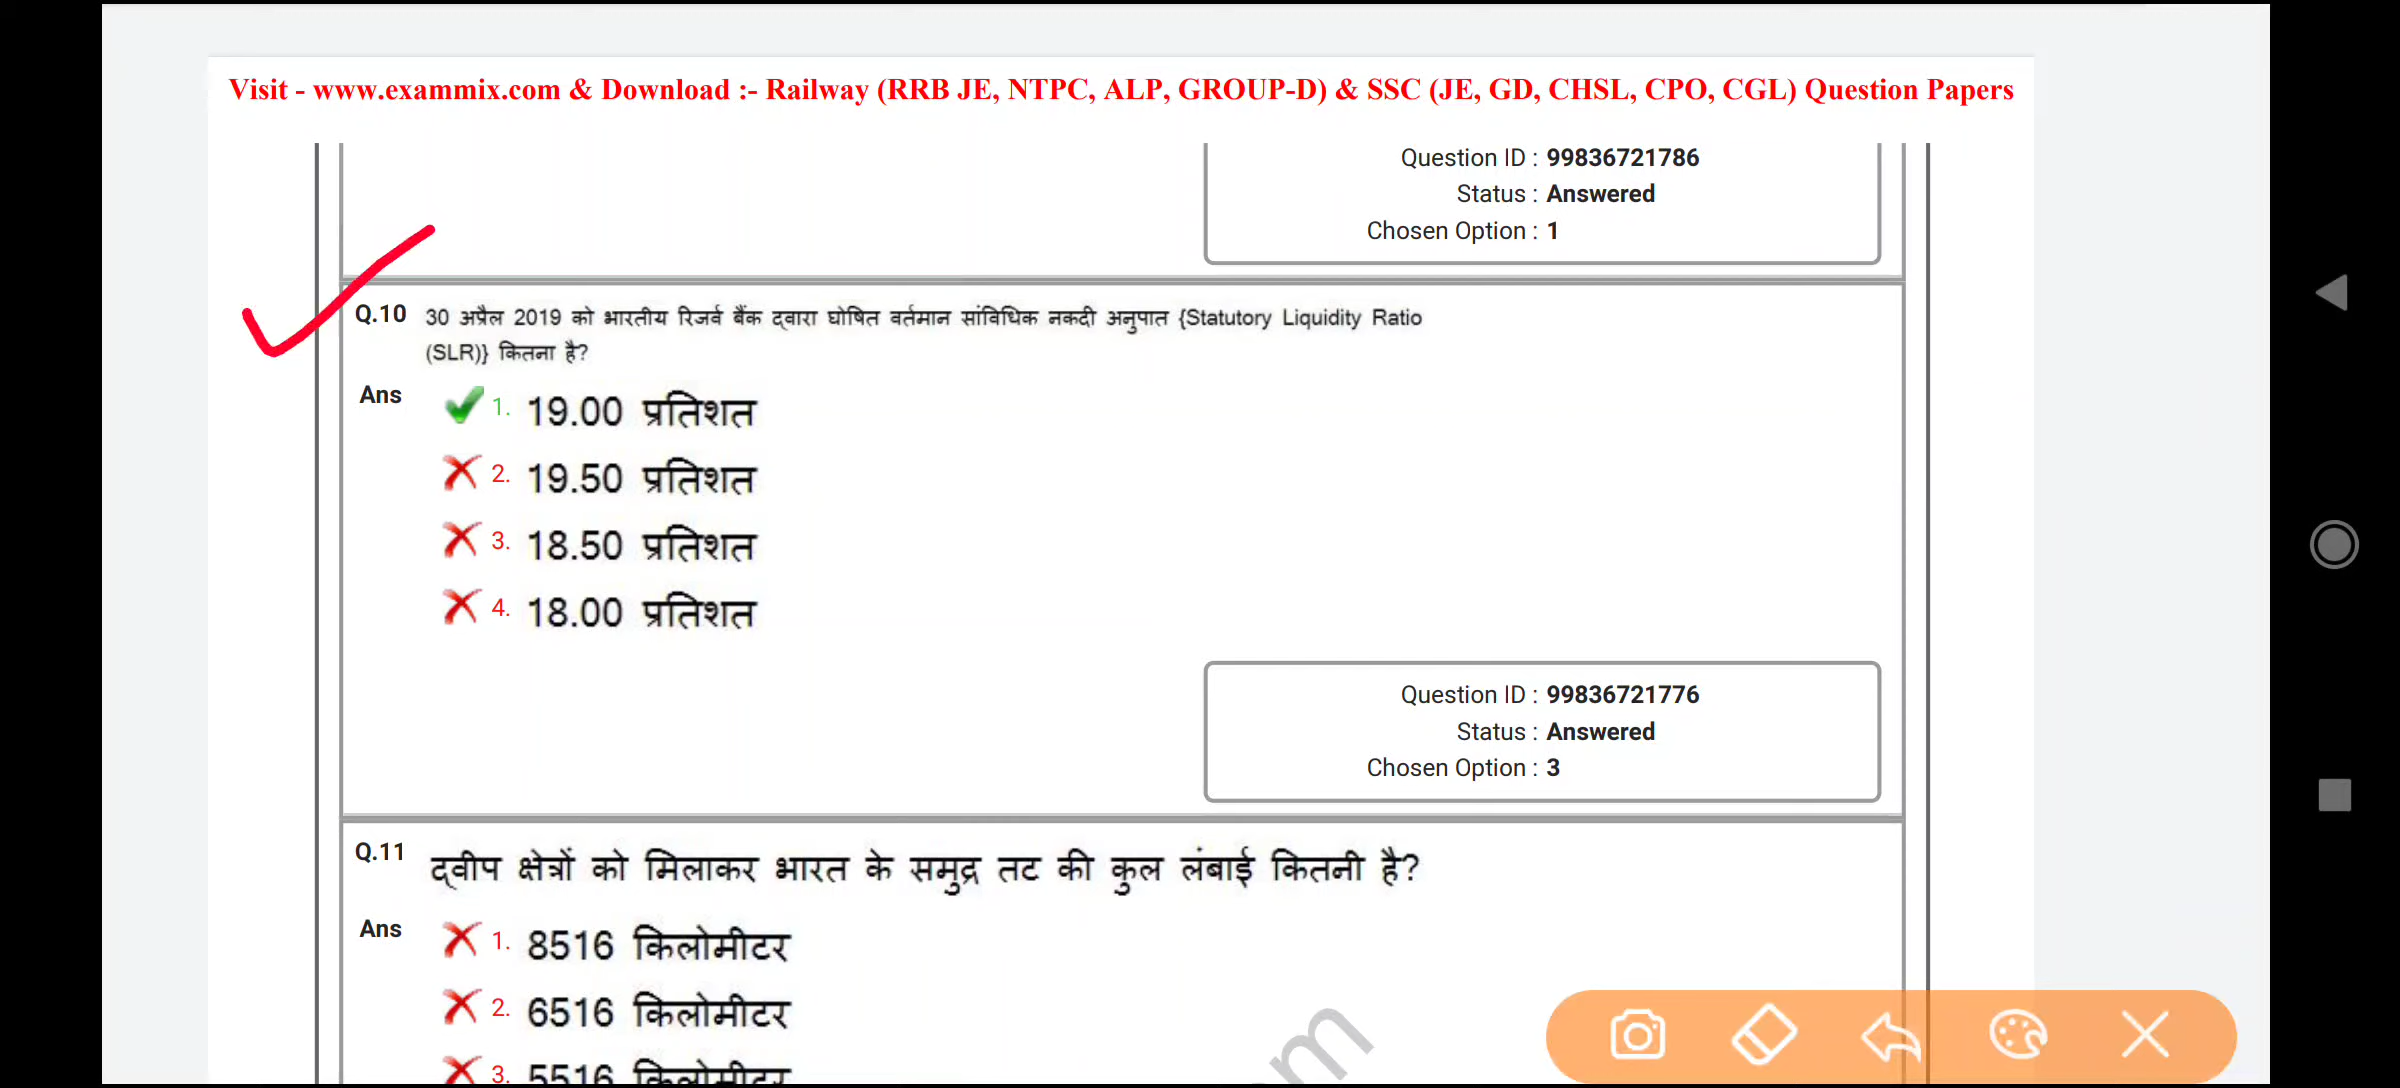 Visit - www.exammix.com & Download :- Railway (RRB JE, NTPC, ALP, GROUP-D) & SSC (JE, GD, CHSL, CPO, CGL) Question Papers
Question ID : 99836721786
Status : Answered
Chosen Option : 1
Q.10 30 अप्रैल 2019 को भारतीय रिजर्व बैंक द्वारा घोषित वर्तमान सांविधिक नकदी अनुपात {Statutory Liquidity Ratio
(SLR)} कितना है?
Ans 1. 19.00 प्रतिशत
2. 19.50 प्रतिशत
3. 18.50 प्रतिशत
4. 18.00 प्रतिशत
Question ID : 99836721776
Status : Answered
Chosen Option : 3
Q.11 द्वीप क्षेत्रों को मिलाकर भारत के समुद्र तट की कुल लंबाई कितनी है?
Ans 1. 8516 किलोमीटर
2. 6516 किलोमीटर
3. 5516 किलोमीटर
m